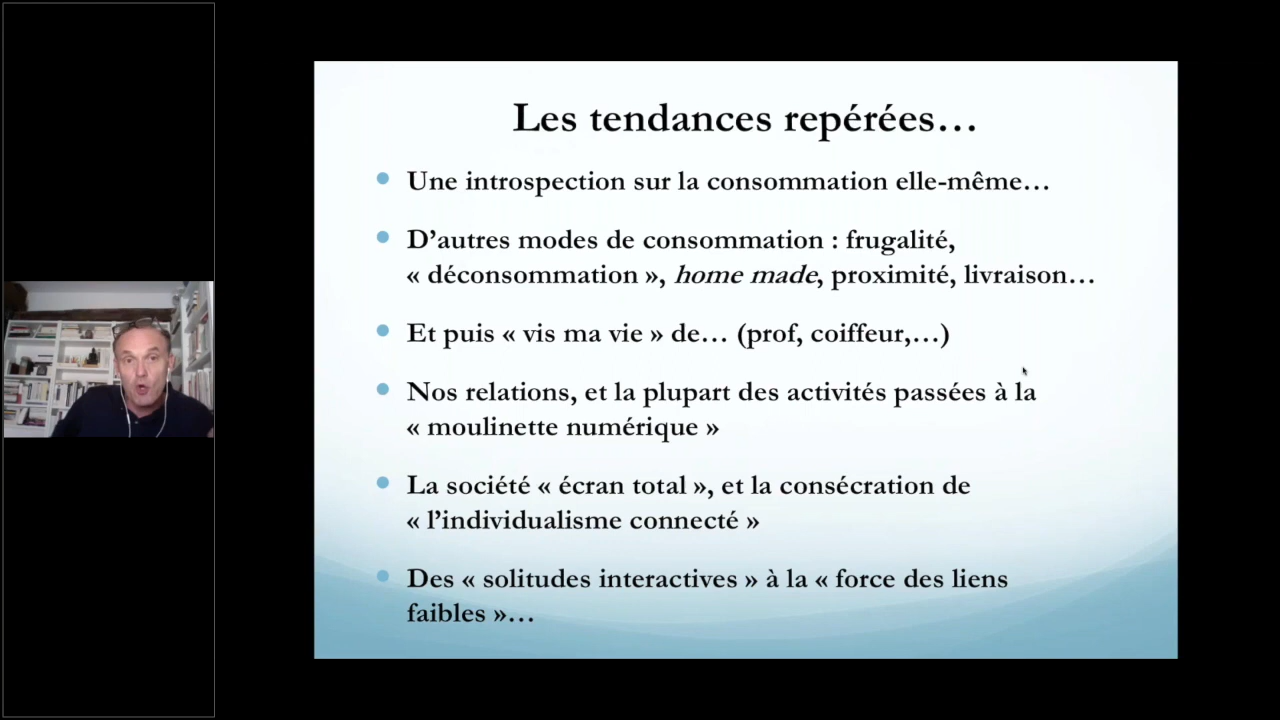 Les tendances repérées…
Une introspection sur la consommation elle-même…
D’autres modes de consommation : frugalité,
« déconsommation », home made, proximité, livraison…
Et puis « vis ma vie » de… (prof, coiffeur,…)
Nos relations, et la plupart des activités passées à la
« moulinette numérique »
La société « écran total », et la consécration de
« l’individualisme connecté »
Des « solitudes interactives » à la « force des liens
faibles »…